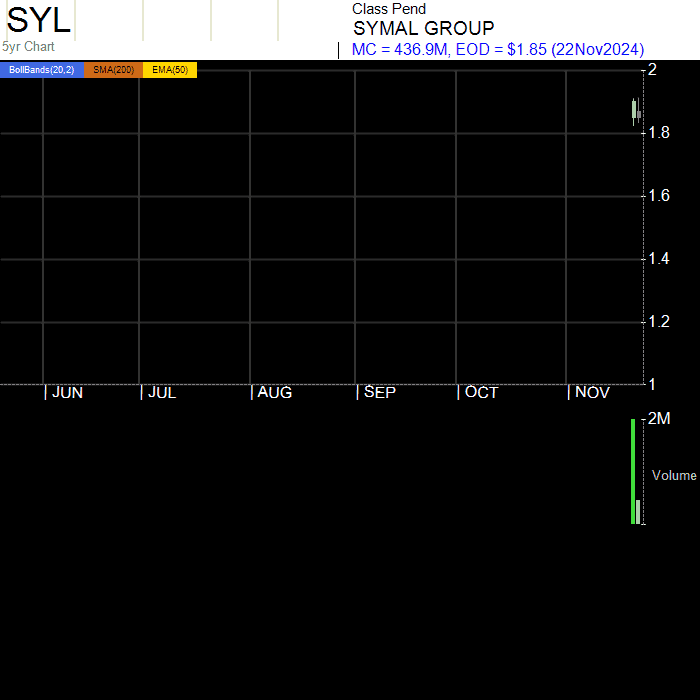 SYL
Class Pend
SYMAL GROUP
5yr Chart
| MC = 436.9M, EOD = $1.85 (22Nov2024)
BollBands(20,2) SMA(200) EMA(50)
2
1.8
1.6
1.4
1.2
1
| JUN | JUL | AUG | SEP | OCT | NOV
2M
Volume